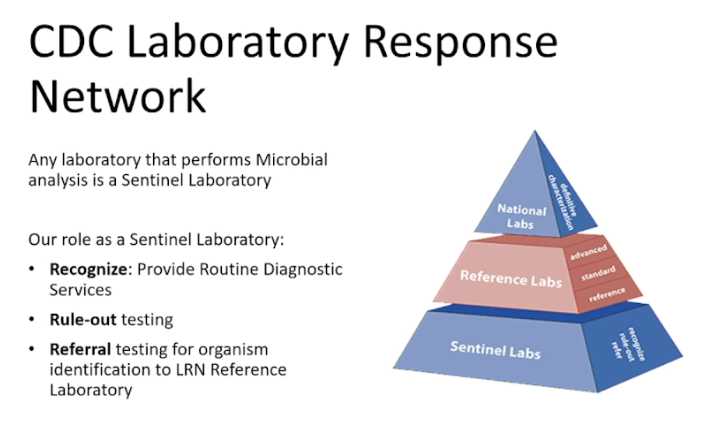 CDC Laboratory Response
Network
Any laboratory that performs Microbial
analysis is a Sentinel Laboratory
Our role as a Sentinel Laboratory:
• Recognize: Provide Routine Diagnostic
Services
• Rule-out testing
• Referral testing for organism
identification to LRN Reference
Laboratory
National
Labs
definitive
characterization
Reference Labs
advanced
standard
reference
Sentinel Labs
recognize
rule-out
refer